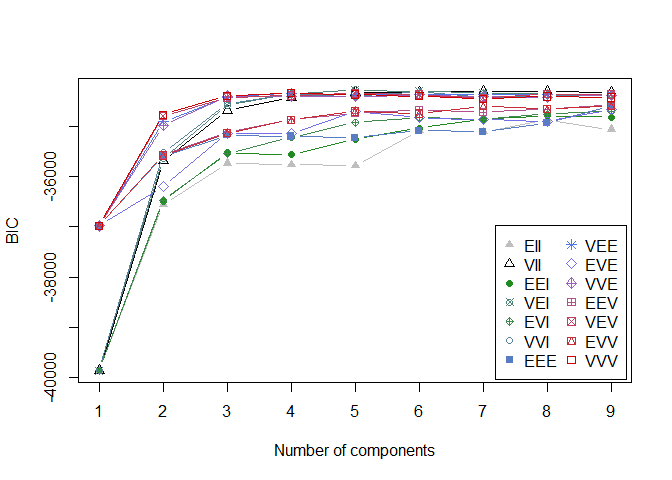 BIC
-36000
-38000
-40000
EII VEE
VII EVE
EEI VVE
VEI EEV
EVI VEV
VVI EVV
EEE VVV
1 2 3 4 5 6 7 8 9
Number of components